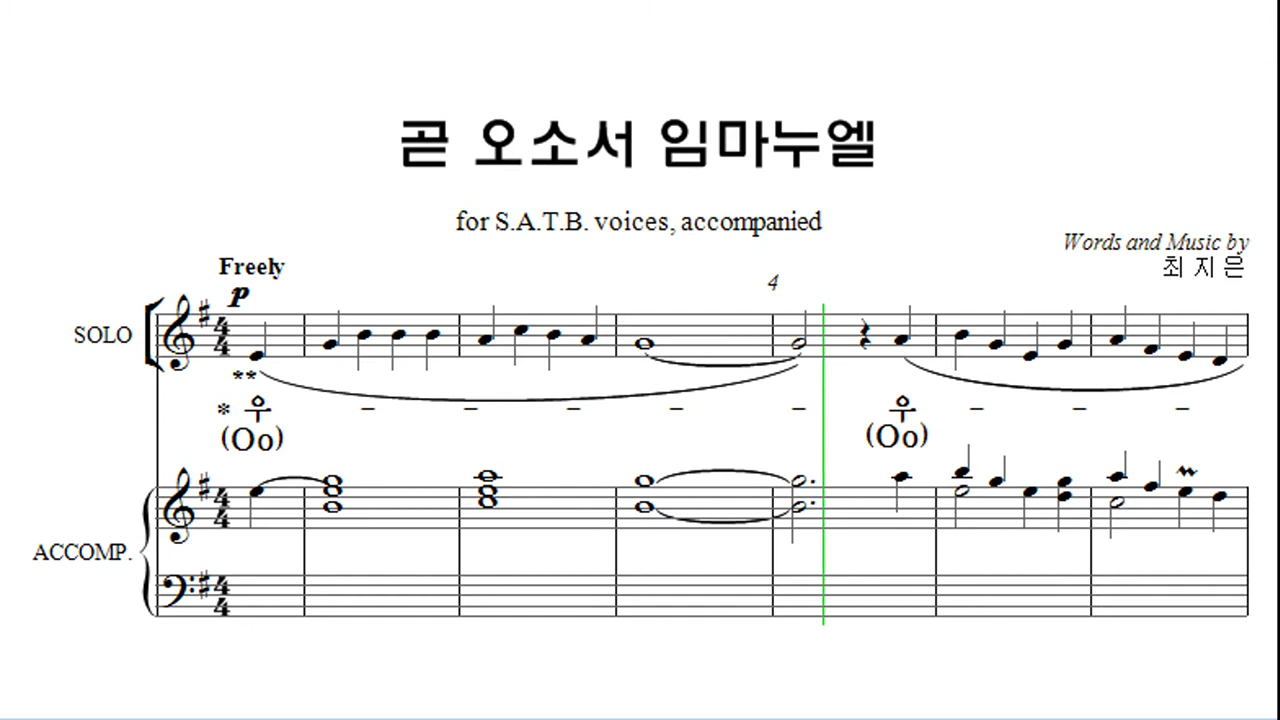 곧 오소서 임마누엘
for S.A.T.B. voices, accompanied
Words and Music by
최 지 은
Freely
p
4
SOLO
**
* 우 – – – – – 우 – – –
(Oo) (Oo)
ACCOMP.